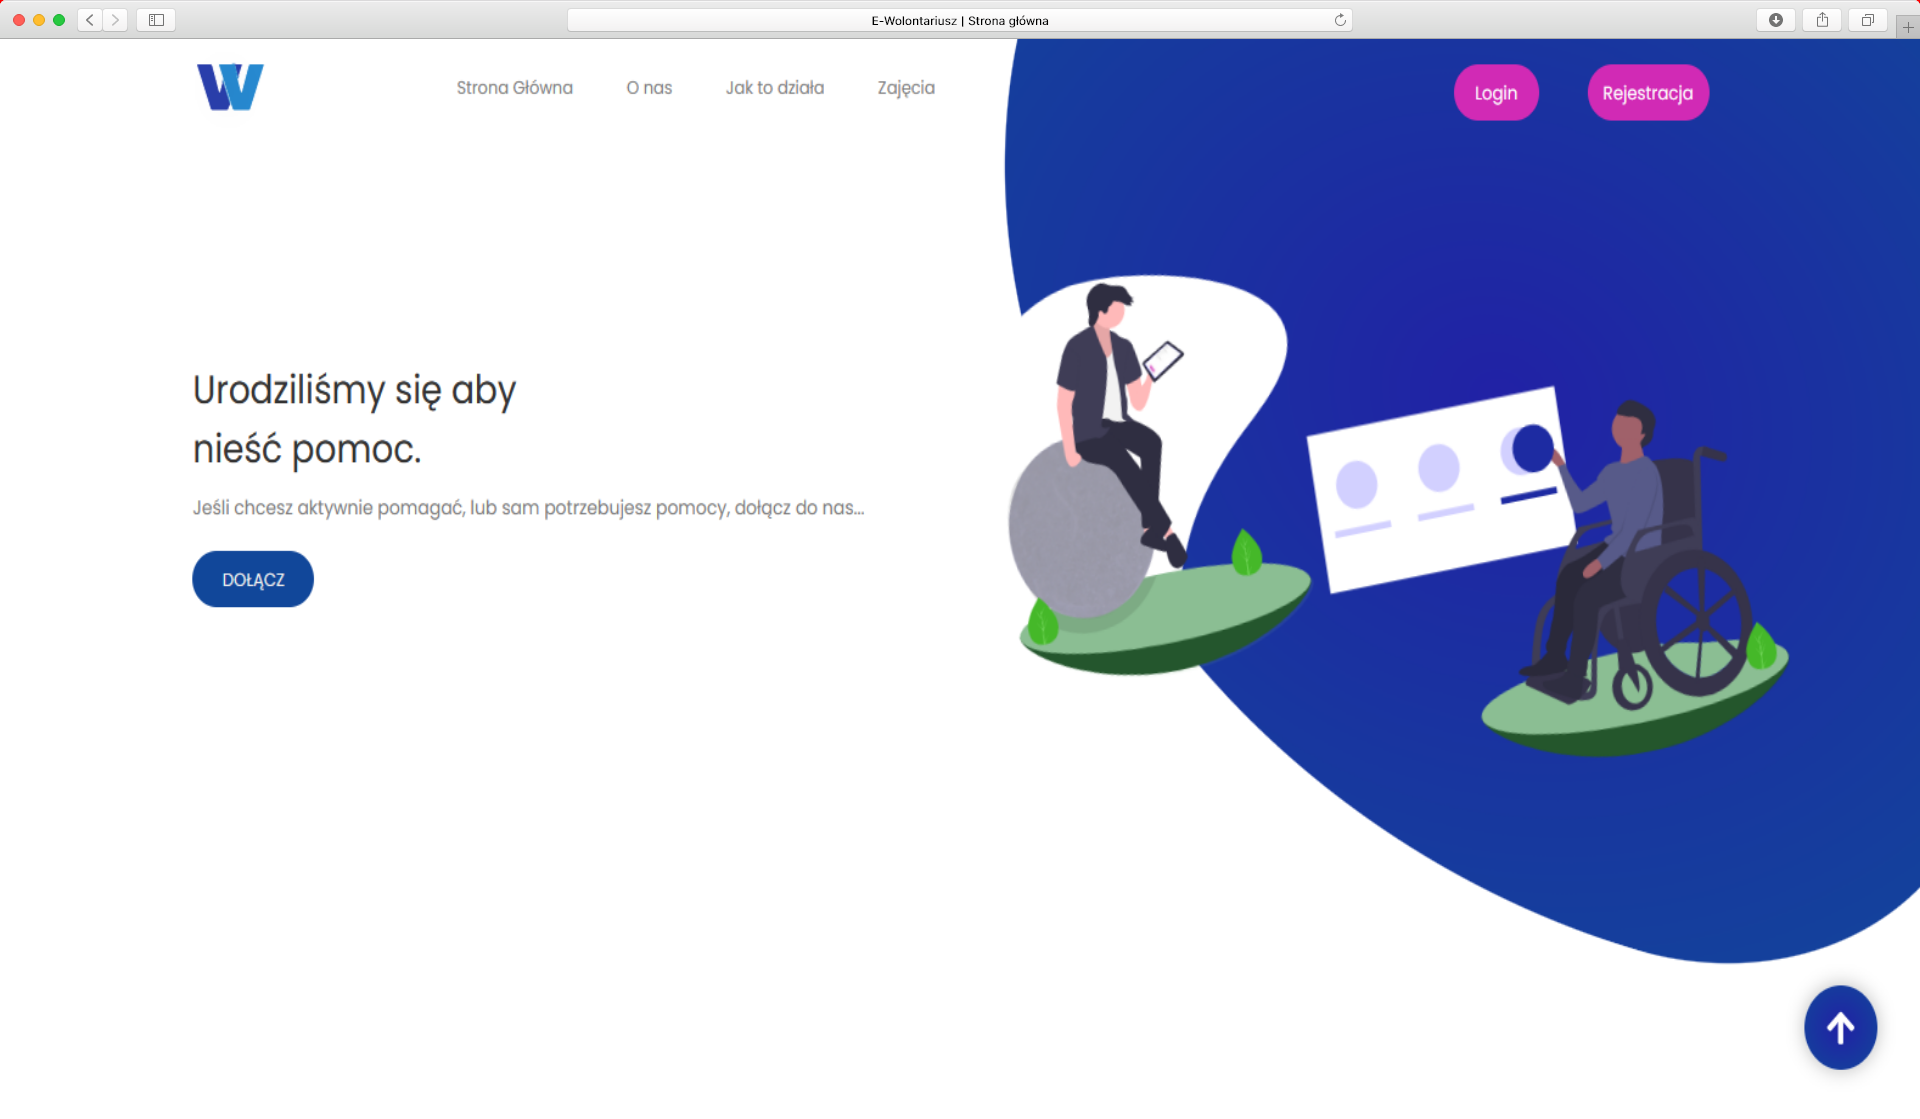 E-Wolontariusz | Strona główna
W
Strona Główna
O nas
Jak to działa
Zajęcia
Login
Rejestracja
Urodziliśmy się aby
nieść pomoc.
Jeśli chcesz aktywnie pomagać, lub sam potrzebujesz pomocy, dołącz do nas...
DOŁĄCZ